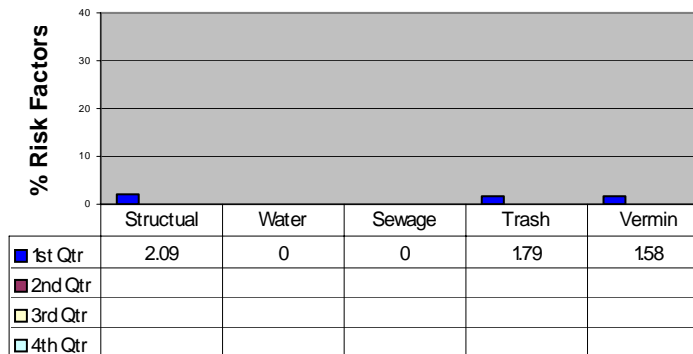 % Risk Factors
40
30
20
10
0
Structual Water Sewage Trash Vermin
1st Qtr 2.09 0 0 1.79 1.58
2nd Qtr
3rd Qtr
4th Qtr